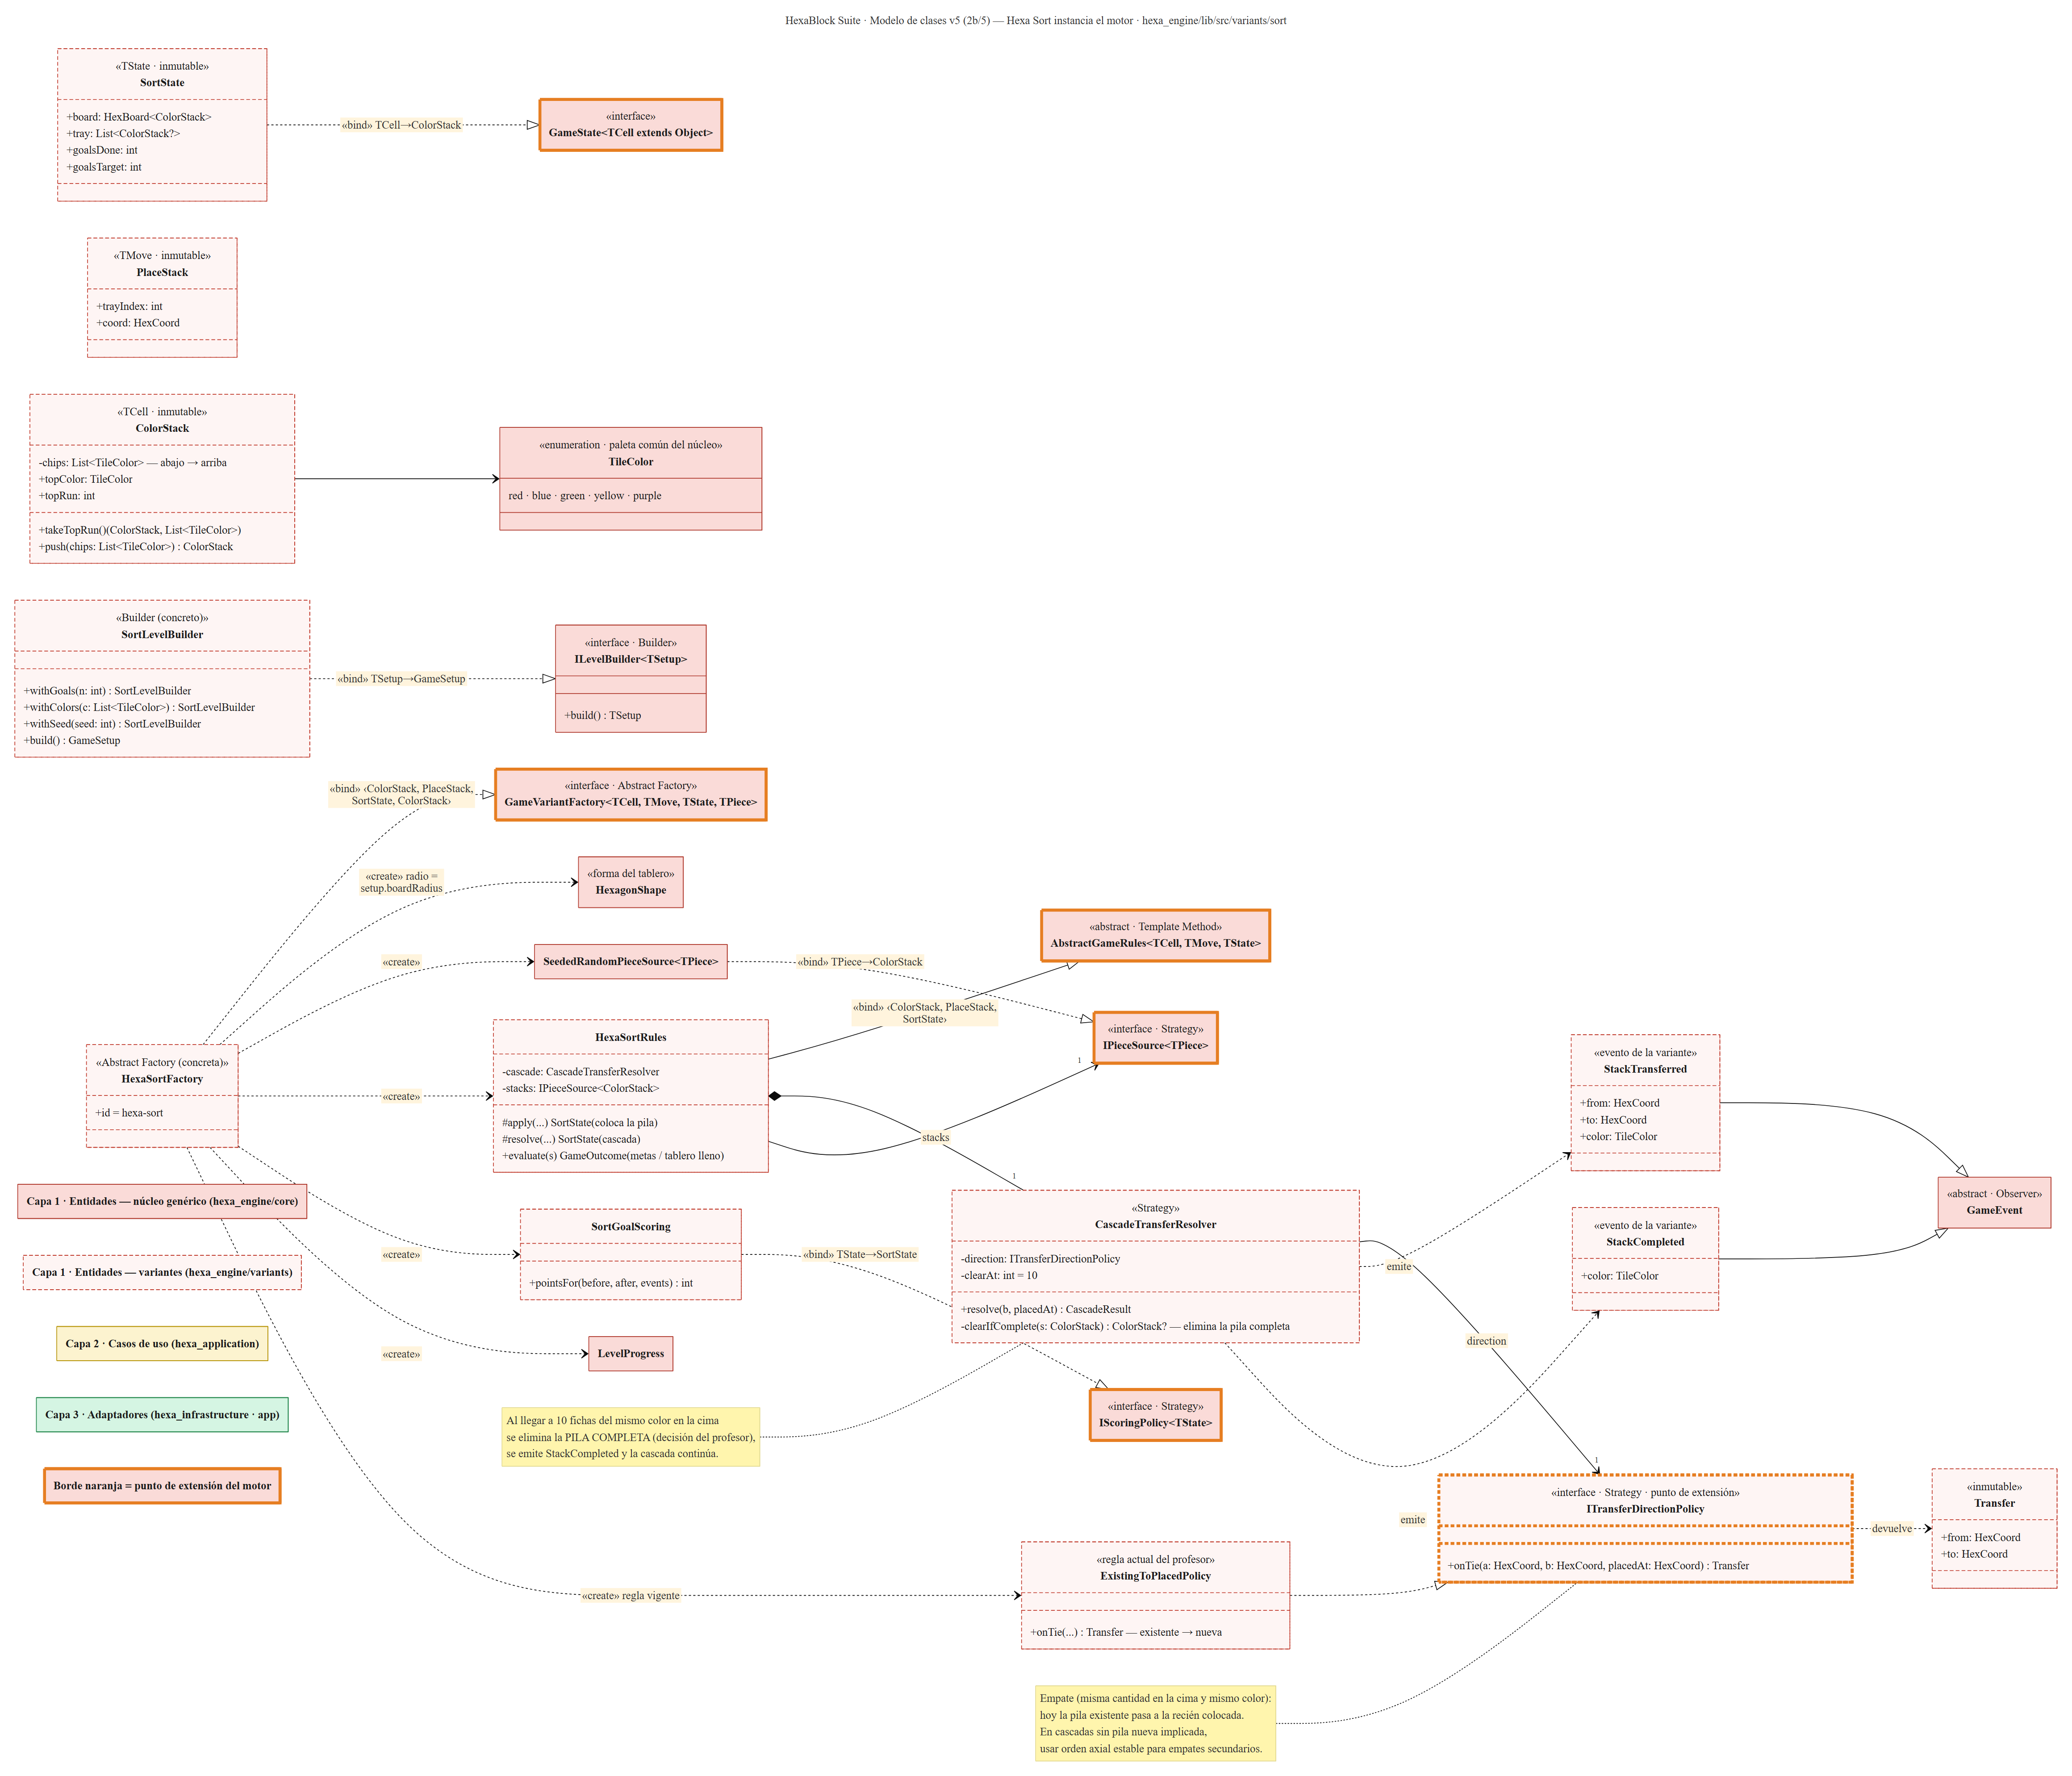 HexaBlock Suite · Modelo de clases v5 (2b/5) — Hexa Sort instancia el motor · hexa_engine/lib/src/variants/sort
«TState · inmutable»
SortState
+board: HexBoard<ColorStack>
+tray: List<ColorStack?>
+goalsDone: int
+goalsTarget: int
«bind» TCell→ColorStack
«interface»
GameState<TCell extends Object>
«TMove · inmutable»
PlaceStack
+trayIndex: int
+coord: HexCoord
«TCell · inmutable»
ColorStack
-chips: List<TileColor> — abajo → arriba
+topColor: TileColor
+topRun: int
+takeTopRun()(ColorStack, List<TileColor>)
+push(chips: List<TileColor>) : ColorStack
«enumeration · paleta común del núcleo»
TileColor
red · blue · green · yellow · purple
«Builder (concreto)»
SortLevelBuilder
+withGoals(n: int) : SortLevelBuilder
+withColors(c: List<TileColor>) : SortLevelBuilder
+withSeed(seed: int) : SortLevelBuilder
+build() : GameSetup
«bind» TSetup→GameSetup
«interface · Builder»
ILevelBuilder<TSetup>
+build() : TSetup
«bind» ‹ColorStack, PlaceStack,
SortState, ColorStack›
«interface · Abstract Factory»
GameVariantFactory<TCell, TMove, TState, TPiece>
«create» radio =
setup.boardRadius
«forma del tablero»
HexagonShape
«create»
SeededRandomPieceSource<TPiece>
«bind» TPiece→ColorStack
«abstract · Template Method»
AbstractGameRules<TCell, TMove, TState>
«bind» ‹ColorStack, PlaceStack,
SortState›
«interface · Strategy»
IPieceSource<TPiece>
1
«Abstract Factory (concreta)»
HexaSortFactory
+id = hexa-sort
«create»
HexaSortRules
-cascade: CascadeTransferResolver
-stacks: IPieceSource<ColorStack>
#apply(...) SortState(coloca la pila)
#resolve(...) SortState(cascada)
+evaluate(s) GameOutcome(metas / tablero lleno)
stacks
1
«evento de la variante»
StackTransferred
+from: HexCoord
+to: HexCoord
+color: TileColor
«abstract · Observer»
GameEvent
Capa 1 · Entidades — núcleo genérico (hexa_engine/core)
Capa 1 · Entidades — variantes (hexa_engine/variants)
Capa 2 · Casos de uso (hexa_application)
Capa 3 · Adaptadores (hexa_infrastructure · app)
Borde naranja = punto de extensión del motor
«create»
SortGoalScoring
+pointsFor(before, after, events) : int
«bind» TState→SortState
«Strategy»
CascadeTransferResolver
-direction: ITransferDirectionPolicy
-clearAt: int = 10
+resolve(b, placedAt) : CascadeResult
-clearIfComplete(s: ColorStack) : ColorStack? — elimina la pila completa
emite
«evento de la variante»
StackCompleted
+color: TileColor
direction
«create»
LevelProgress
«interface · Strategy»
IScoringPolicy<TState>
Al llegar a 10 fichas del mismo color en la cima
se elimina la PILA COMPLETA (decisión del profesor),
se emite StackCompleted y la cascada continúa.
1
emite
«interface · Strategy · punto de extensión»
ITransferDirectionPolicy
+onTie(a: HexCoord, b: HexCoord, placedAt: HexCoord) : Transfer
devuelve
«inmutable»
Transfer
+from: HexCoord
+to: HexCoord
«create» regla vigente
«regla actual del profesor»
ExistingToPlacedPolicy
+onTie(...) : Transfer — existente → nueva
Empate (misma cantidad en la cima y mismo color):
hoy la pila existente pasa a la recién colocada.
En cascadas sin pila nueva implicada,
usar orden axial estable para empates secundarios.